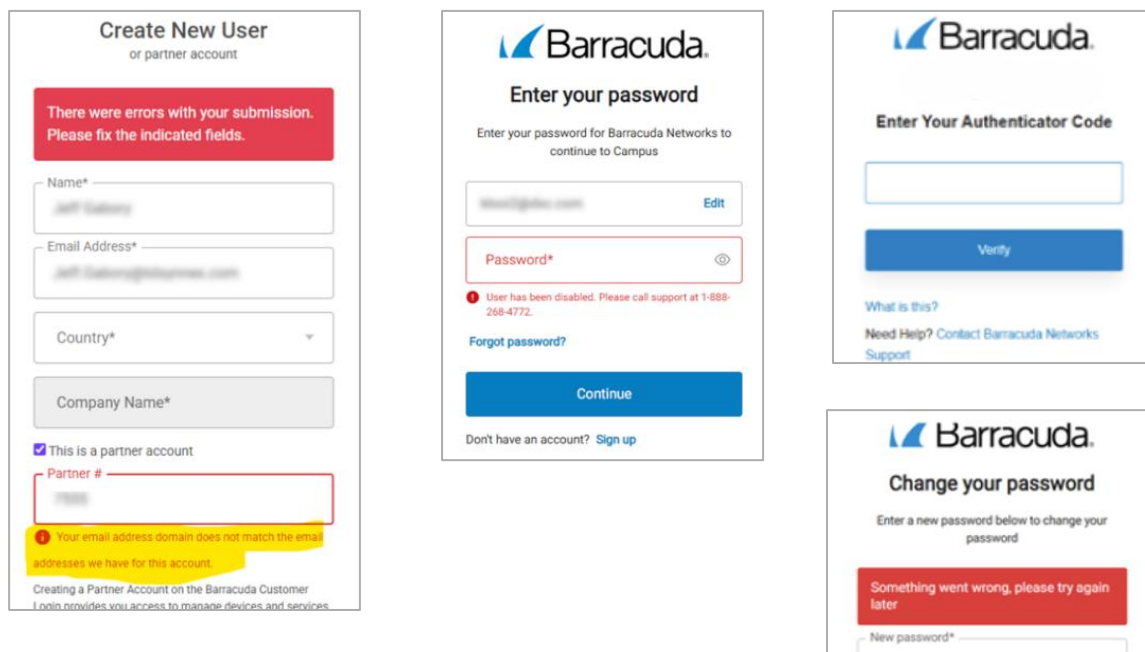 Create New User
or partner account
There were errors with your submission.
Please fix the indicated fields.
Name*
Email Address*
Country*
Company Name*
This is a partner account
Partner #
Your email address domain does not match the email
addresses we have for this account.
Creating a Partner Account on the Barracuda Customer
Login provides you access to manage devices and services
Barracuda.
Enter your password
Enter your password for Barracuda Networks to
continue to Campus
Edit
Password*
User has been disabled. Please call support at 1-888-
268-4772.
Forgot password?
Continue
Don't have an account? Sign up
Barracuda.
Enter Your Authenticator Code
Verify
What is this?
Need Help? Contact Barracuda Networks
Support
Barracuda.
Change your password
Enter a new password below to change your
password
Something went wrong, please try again
later
New password*